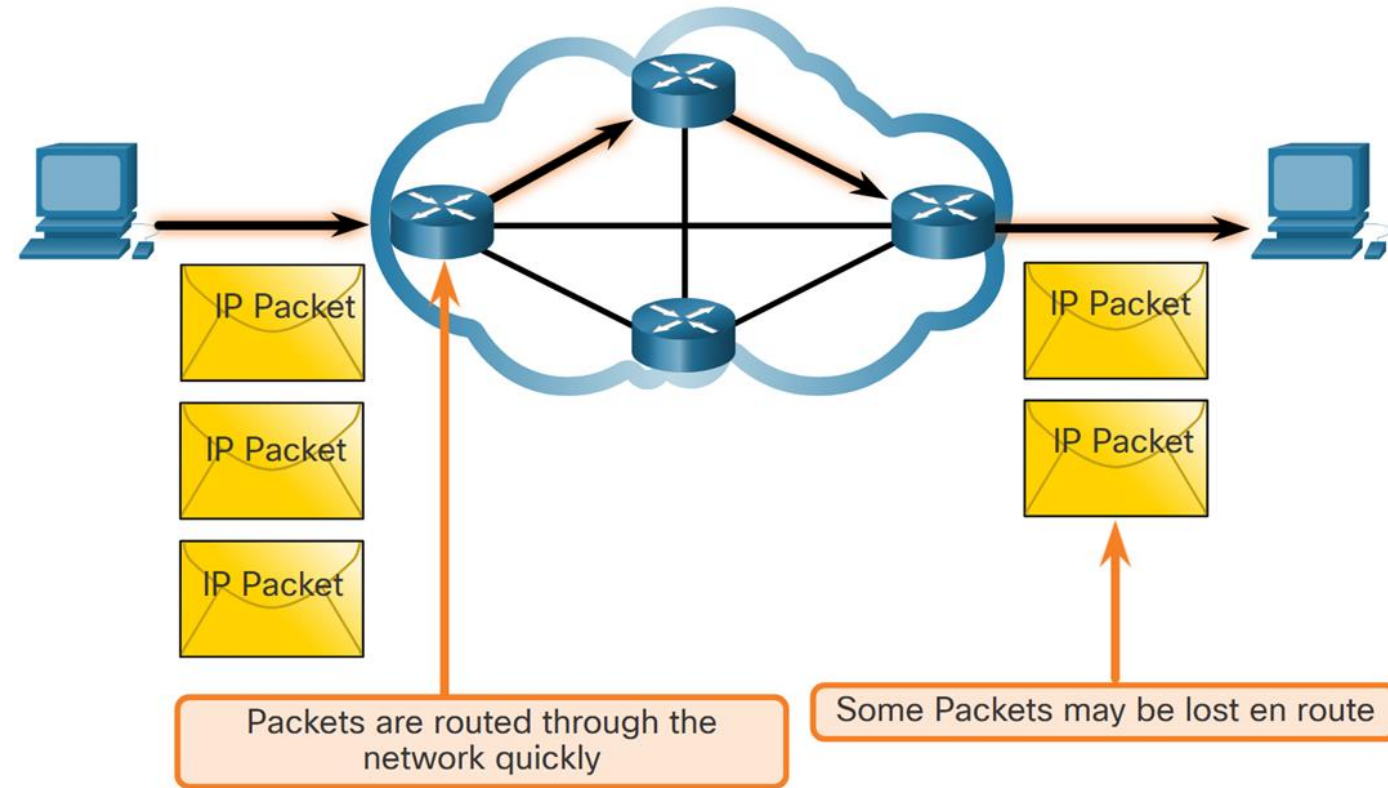 IP Packet
IP Packet
IP Packet
IP Packet
IP Packet
Packets are routed through the
network quickly
Some Packets may be lost en route